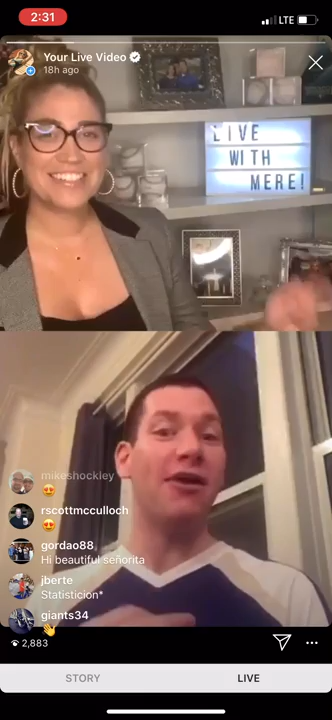 2:31
LTE
Your Live Video
18h ago
LIVE
WITH
MERE!
mikeshockley
😍
rscottmcculloch
😍
gordao88
Hi beautiful señorita
jberte
Statisticion*
giants34
👋
2,883
STORY
LIVE